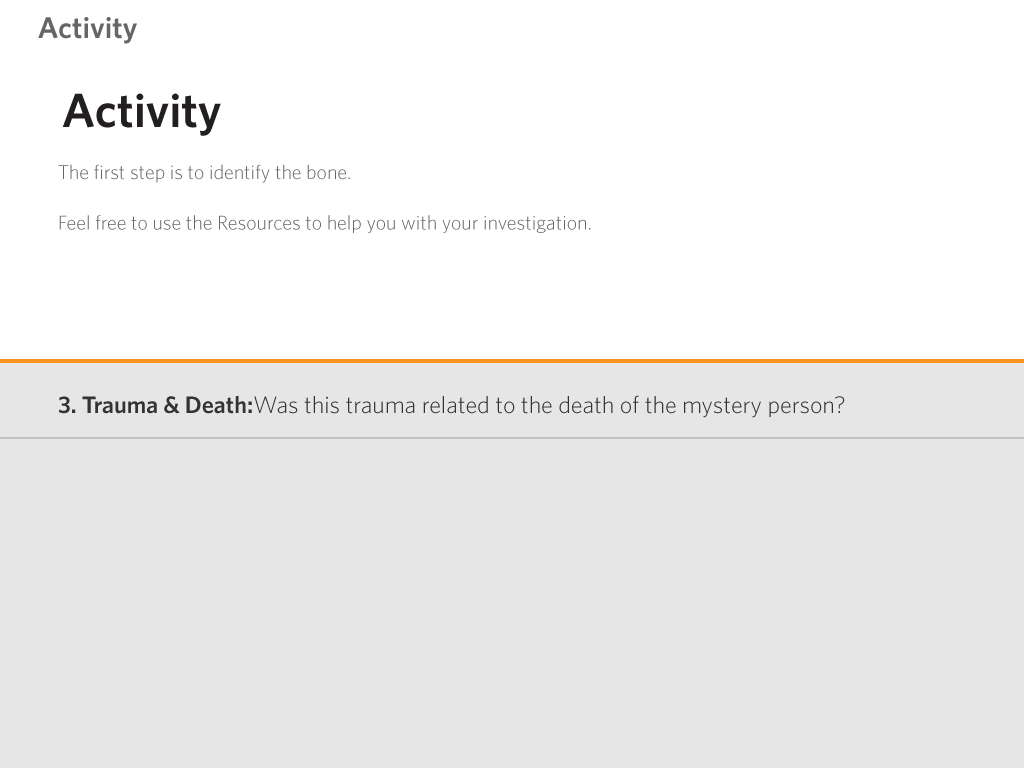 Activity
Activity
The first step is to identify the bone.
Feel free to use the Resources to help you with your investigation.
3. Trauma & Death:Was this trauma related to the death of the mystery person?